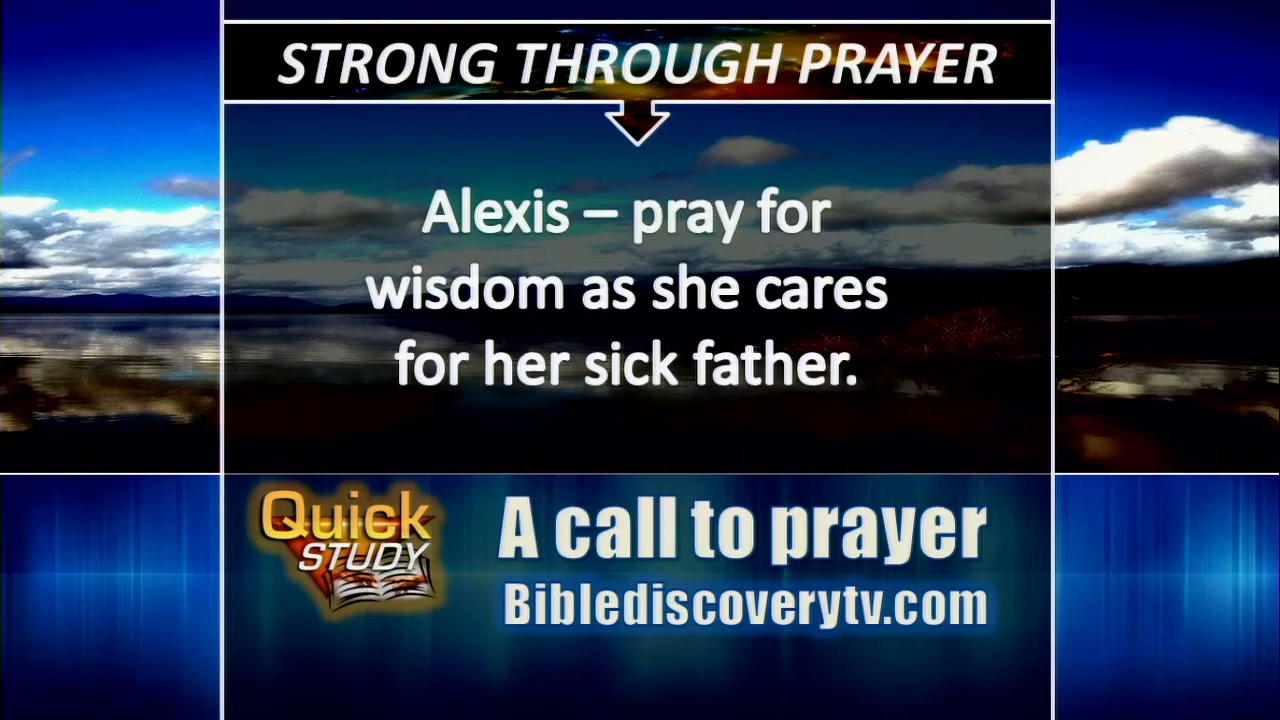 STRONG THROUGH PRAYER
Alexis – pray for
wisdom as she cares
for her sick father.
Quick
STUDY
A call to prayer
Biblediscoverytv.com